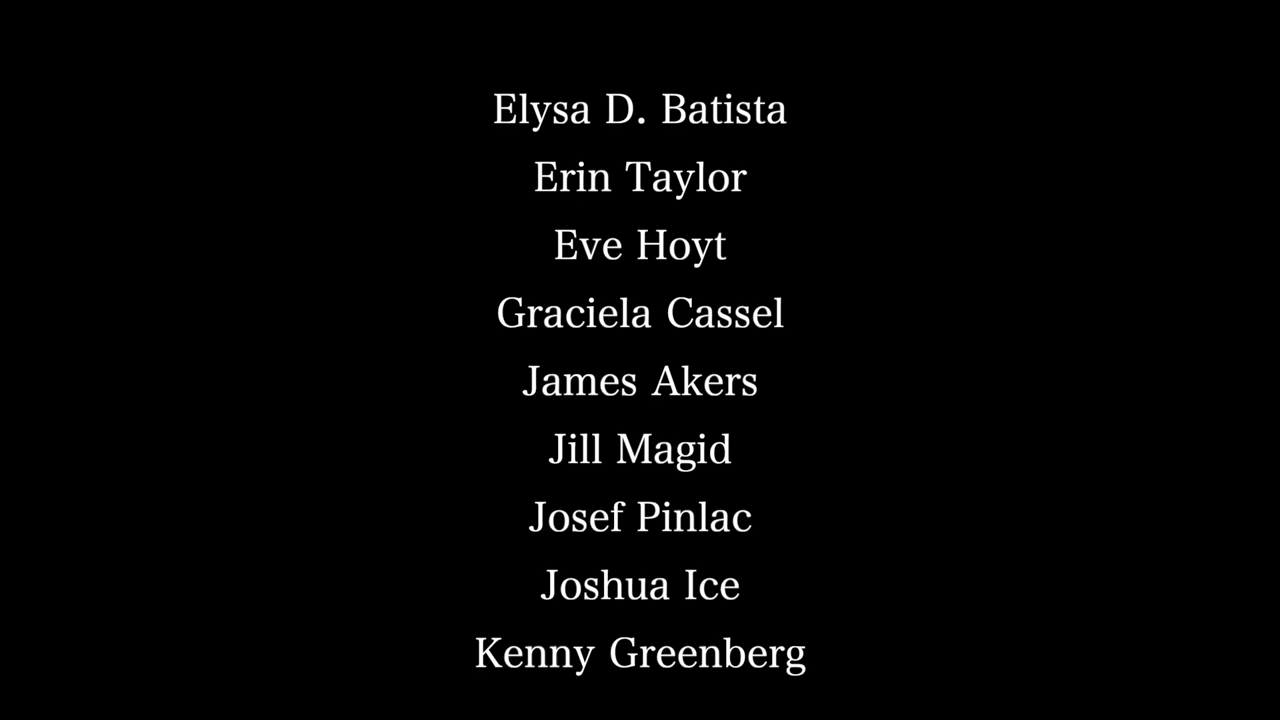 Elysa D. Batista
Erin Taylor
Eve Hoyt
Graciela Cassel
James Akers
Jill Magid
Josef Pinlac
Joshua Ice
Kenny Greenberg